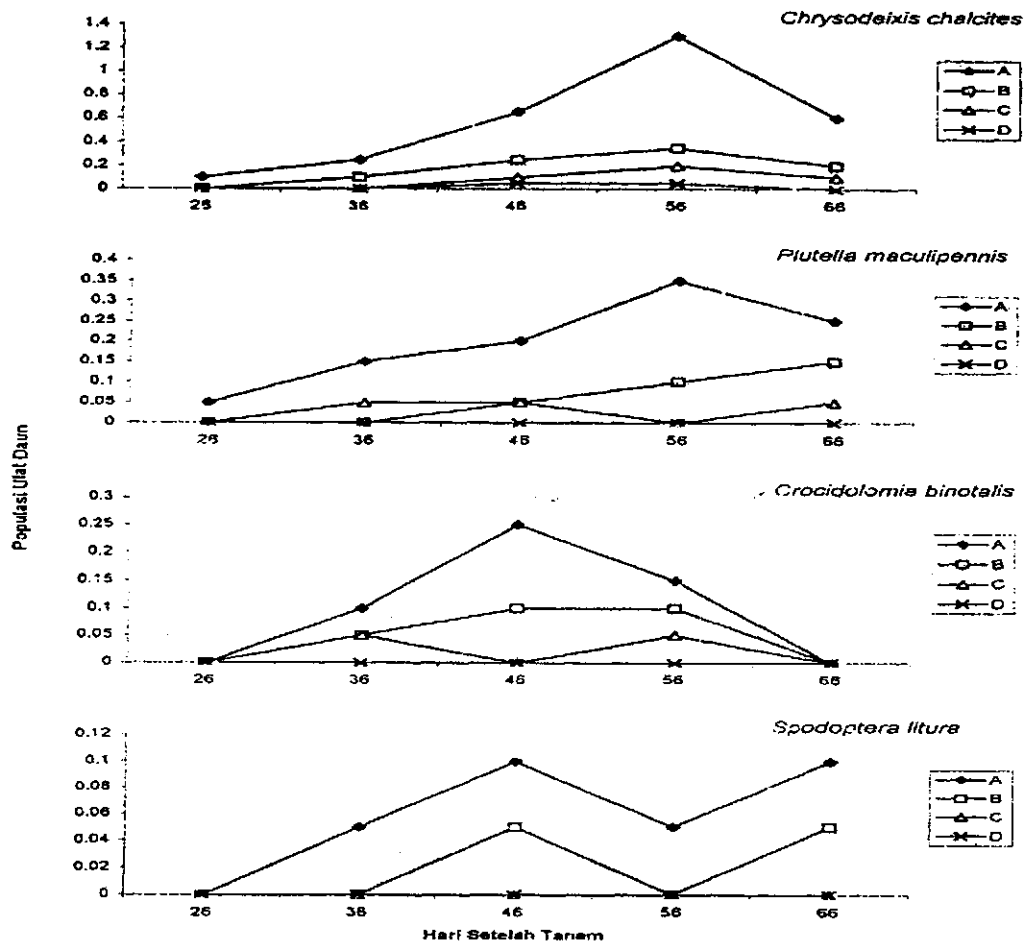 Chrysodeixis chalcites
1.4
1.2
1
0.8
0.6
0.4
0.2
0
26
36
46
56
66
A
B
C
D
Plutella maculipennis
0.4
0.35
0.3
0.25
0.2
0.15
0.1
0.05
0
26
36
46
56
66
A
B
C
D
Populasi Ulat Daun
Crocidolomia binotalis
0.3
0.25
0.2
0.15
0.1
0.05
0
26
36
46
56
66
A
B
C
D
Spodoptera litura
0.12
0.1
0.08
0.06
0.04
0.02
0
26
36
46
56
66
A
B
C
D
Hari Setelah Tanam